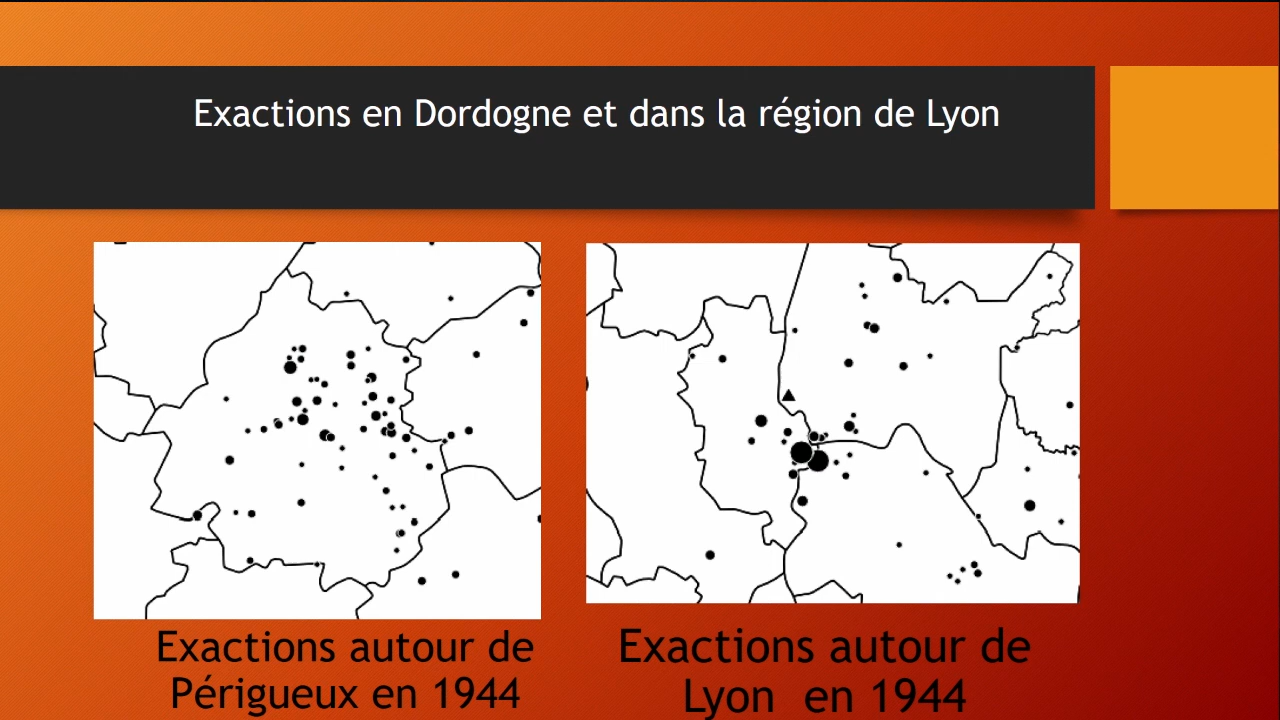 Exactions en Dordogne et dans la région de Lyon
Exactions autour de
Périgueux en 1944
Exactions autour de
Lyon  en 1944